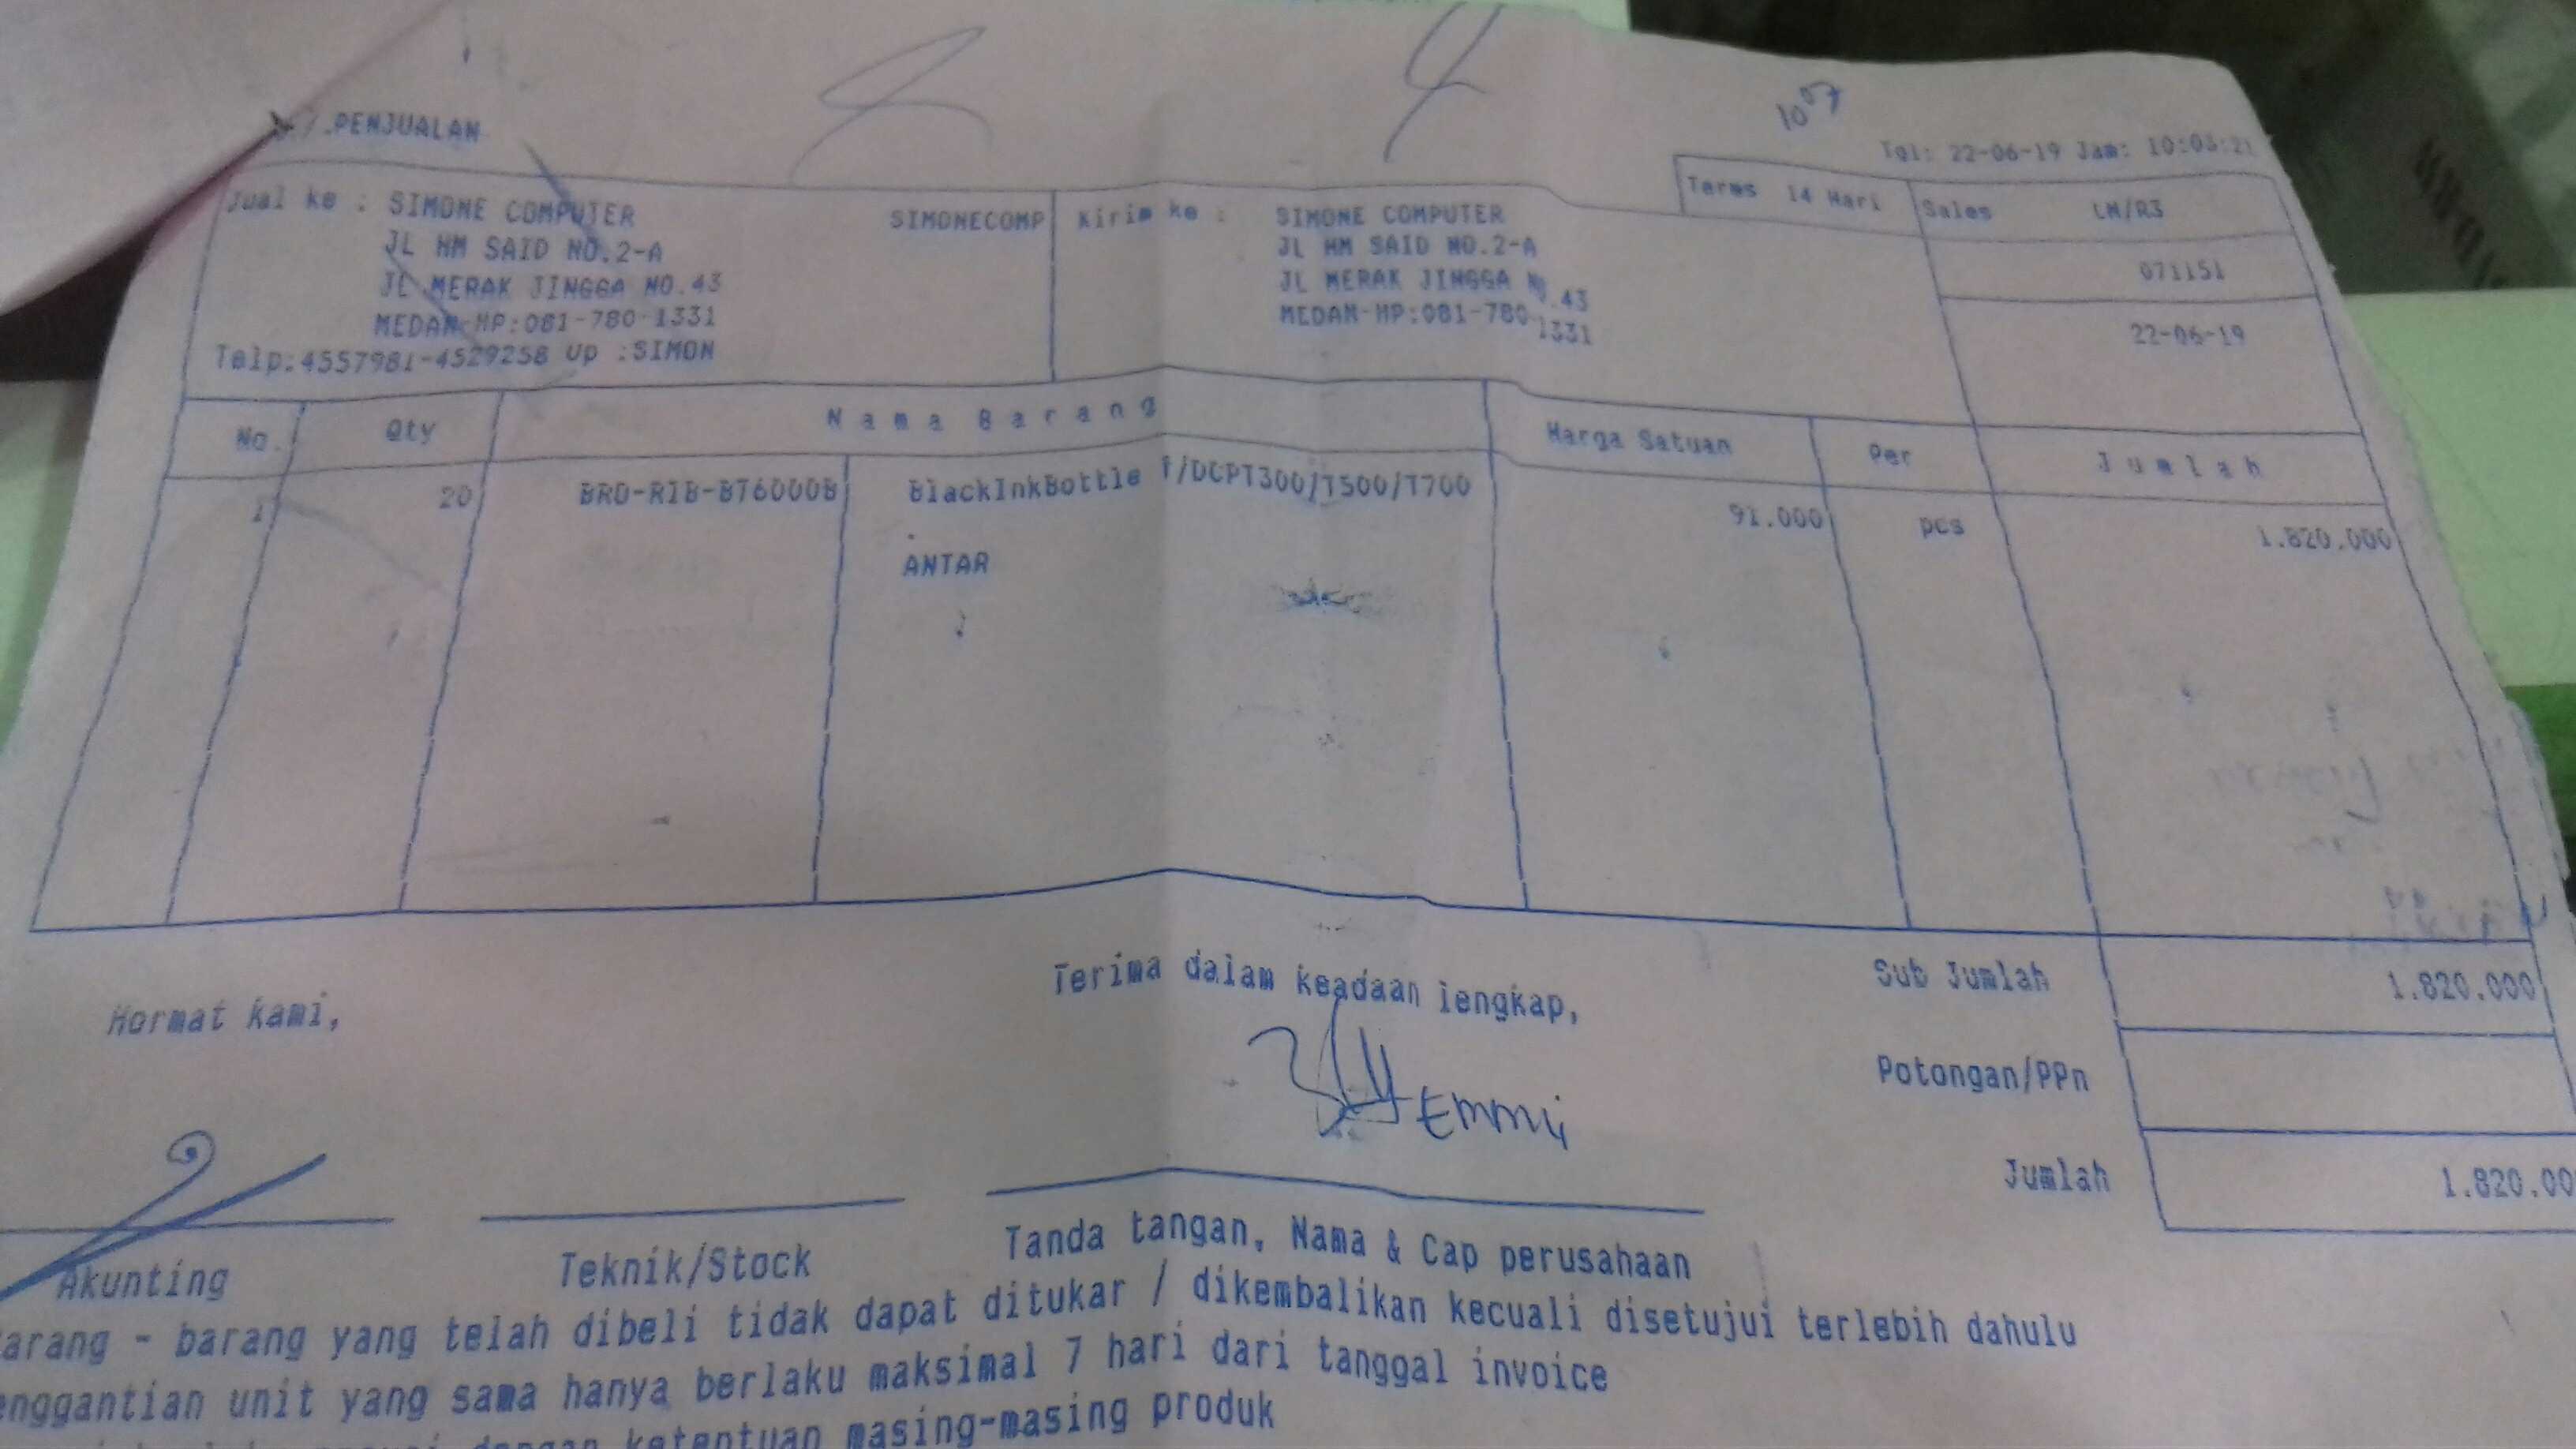 .PENJUALAN
10 57
Tgl: 22-06-19 Jam: 10:03:21
Jual ke : SIMONE COMPUTER SIMONECOMP
JL HM SAID NO.2-A
JL MERAK JINGGA NO.43
MEDAN-HP:081-780-1331
Telp:4557981-4529258 Up :SIMON
Kirim ke : SIMONE COMPUTER
JL HM SAID NO.2-A
JL MERAK JINGGA NO.43
MEDAN-HP:081-780-1331
Terms 14 Hari
Sales LM/R3
071151
22-06-19
No. Qty Nama Barang Harga Satuan Per Jumlah
1 20 BRO-RIB-BT6000B BlackInkBottle f/DCPT300/T500/T700 91.000 pcs 1.820.000
.
ANTAR
Hormat kami,
Terima dalam keadaan lengkap,
Emmi
Sub Jumlah 1.820.000
Potongan/PPn
Jumlah 1.820.00
Akunting
Teknik/Stock
Tanda tangan, Nama & Cap perusahaan
arang - barang yang telah dibeli tidak dapat ditukar / dikembalikan kecuali disetujui terlebih dahulu
enggantian unit yang sama hanya berlaku maksimal 7 hari dari tanggal invoice
dengan ketentuan masing-masing produk